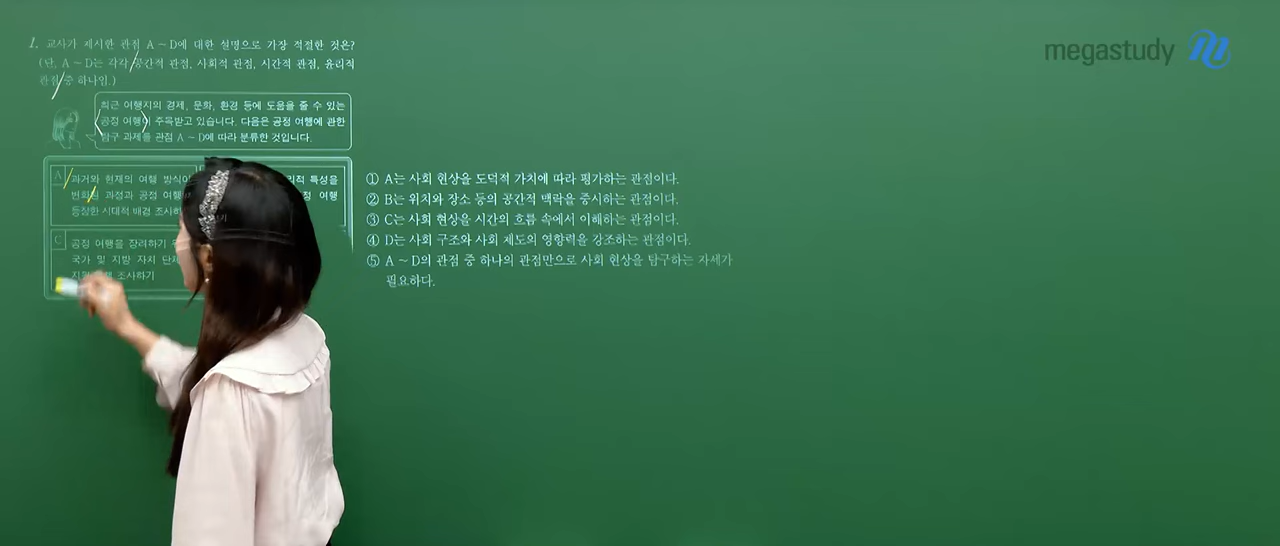 megastudy
1. 교사가 제시한 관점 A ~ D에 대한 설명으로 가장 적절한 것은?
(단, A ~ D는 각각 공간적 관점, 사회적 관점, 시간적 관점, 윤리적
관점 중 하나임.)
최근 여행지의 경제, 문화, 환경 등에 도움을 줄 수 있는
공정 여행이 주목받고 있습니다. 다음은 공정 여행에 관한
탐구 과제를 관점 A ~ D에 따라 분류한 것입니다.
A 과거와 현재의 여행 방식이
변화된 과정과 공정 여행
등장한 시대적 배경 조사하
리적 특성을
여행
C 공정 여행을 장려하기
국가 및 지방 자치 단체
조사하기
① A는 사회 현상을 도덕적 가치에 따라 평가하는 관점이다.
② B는 위치와 장소 등의 공간적 맥락을 중시하는 관점이다.
③ C는 사회 현상을 시간의 흐름 속에서 이해하는 관점이다.
④ D는 사회 구조와 사회 제도의 영향력을 강조하는 관점이다.
⑤ A ~ D의 관점 중 하나의 관점만으로 사회 현상을 탐구하는 자세가
필요하다.